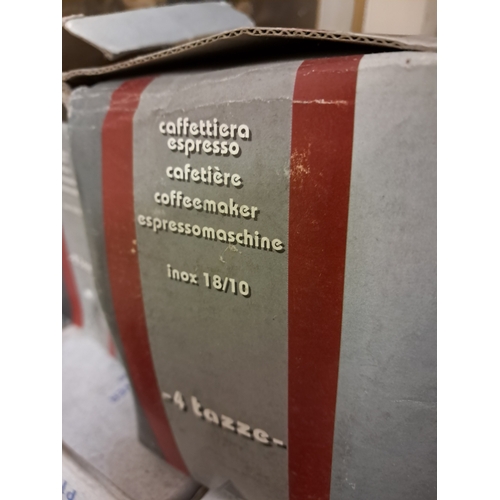 caffettiera
espresso
cafetière
coffeemaker
espressomaschine
inox 18/10
-4 tazze-